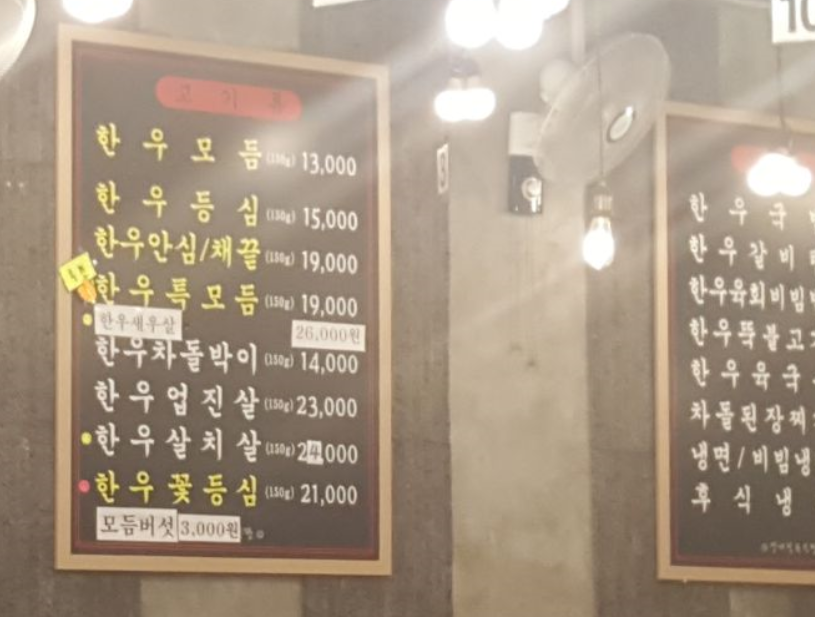 고 기 류
한 우 모 듬 (150g) 13,000
한 우 등 심 (150g) 15,000
한우안심/채끝 (150g) 19,000
한 우 특 모 듬 (150g) 19,000
한우새우살 26,000원
한우차돌박이 (150g) 14,000
한 우 업 진 살 (150g) 23,000
한 우 살 치 살 (150g) 24,000
한 우 꽃 등 심 (150g) 21,000
모듬버섯 3,000원
10
한 우 국
한 우 갈 비
한우육회비빔
한우뚝불고
한 우 육 국
차돌된장찌
냉면/비빔냉
후 식 냉